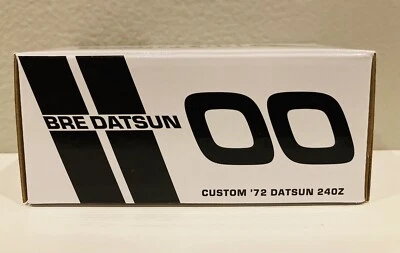 BRE DATSUN
00
CUSTOM '72 DATSUN 240Z